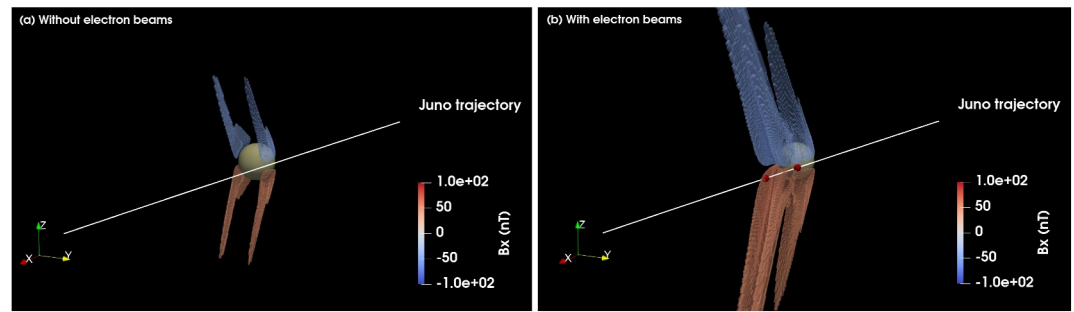 (a) Without electron beams
Juno trajectory
1.0e+02
50
0
-50
-1.0e+02
Bx (nT)
Z
X
Y
(b) With electron beams
Juno trajectory
1.0e+02
50
0
-50
-1.0e+02
Bx (nT)
Z
X
Y